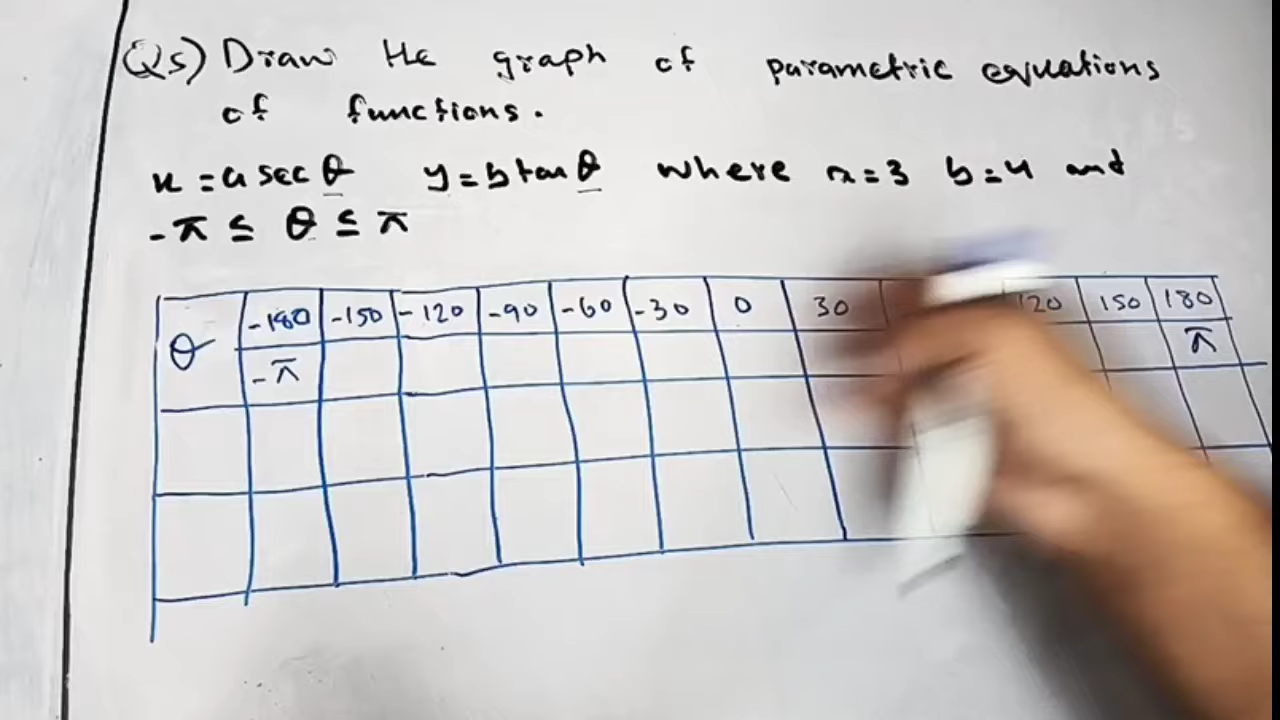 Q5) Draw the graph of parametric equations
of functions.
x = a sec θ y = b tan θ where a = 3 b = 4 and
-π ≤ θ ≤ π
θ -180 -150 -120 -90 -60 -30 0 30 120 150 180
-π π